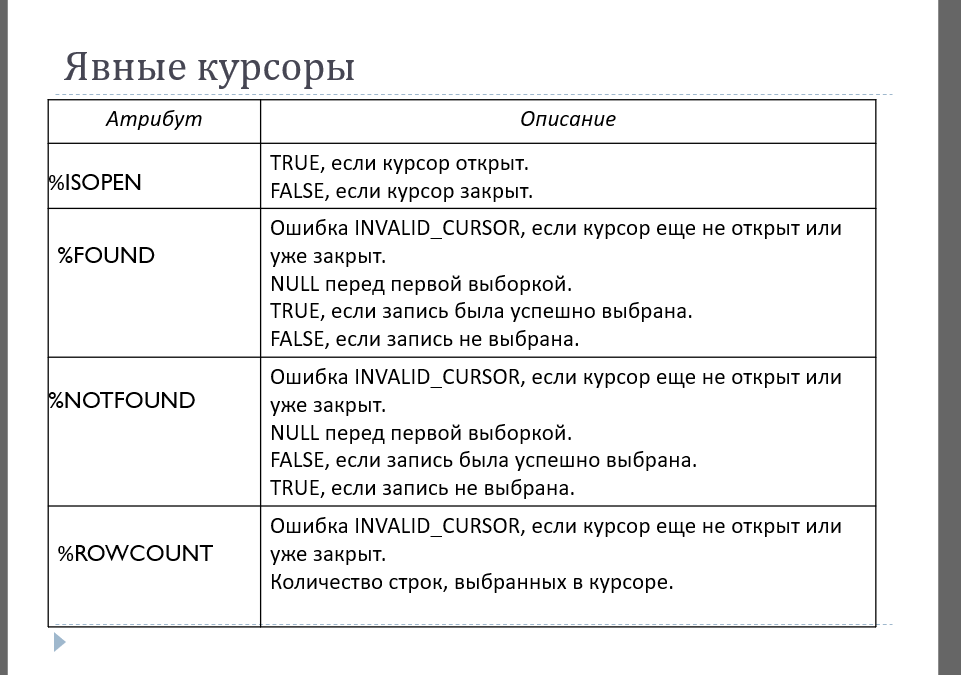 Явные курсоры
Атрибут
Описание
%ISOPEN
TRUE, если курсор открыт.
FALSE, если курсор закрыт.
%FOUND
Ошибка INVALID_CURSOR, если курсор еще не открыт или
уже закрыт.
NULL перед первой выборкой.
TRUE, если запись была успешно выбрана.
FALSE, если запись не выбрана.
%NOTFOUND
Ошибка INVALID_CURSOR, если курсор еще не открыт или
уже закрыт.
NULL перед первой выборкой.
FALSE, если запись была успешно выбрана.
TRUE, если запись не выбрана.
%ROWCOUNT
Ошибка INVALID_CURSOR, если курсор еще не открыт или
уже закрыт.
Количество строк, выбранных в курсоре.